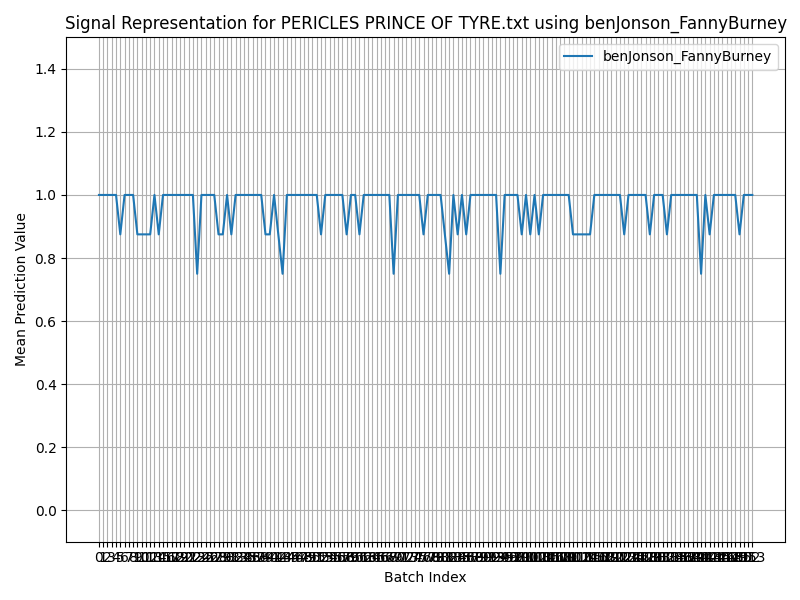 Signal Representation for PERICLES PRINCE OF TYRE.txt using benJonson_FannyBurney
benJonson_FannyBurney
1.4
1.2
1.0
0.8
0.6
0.4
0.2
0.0
Mean Prediction Value
Batch Index